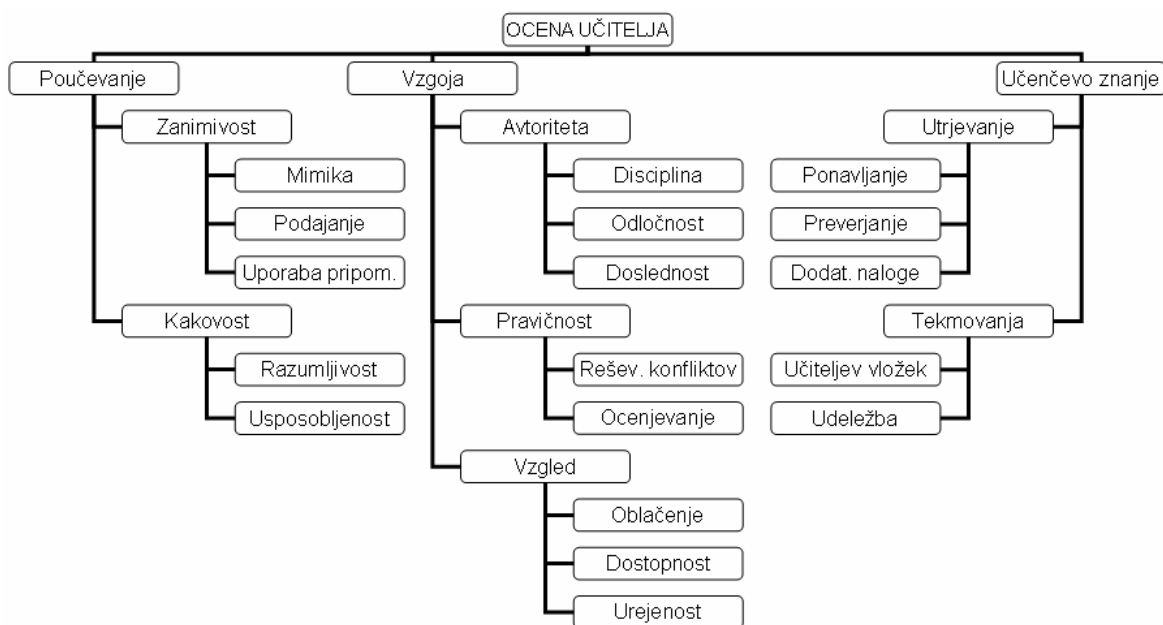 OCENA UČITELJA
Poučevanje
Zanimivost
Mimika
Podajanje
Uporaba pripom.
Kakovost
Razumljivost
Usposobljenost
Vzgoja
Avtoriteta
Disciplina
Odločnost
Doslednost
Pravičnost
Rešev. konfliktov
Ocenjevanje
Vzgled
Oblačenje
Dostopnost
Urejenost
Učenčevo znanje
Utrjevanje
Ponavljanje
Preverjanje
Dodat. naloge
Tekmovanja
Učiteljev vložek
Udeležba